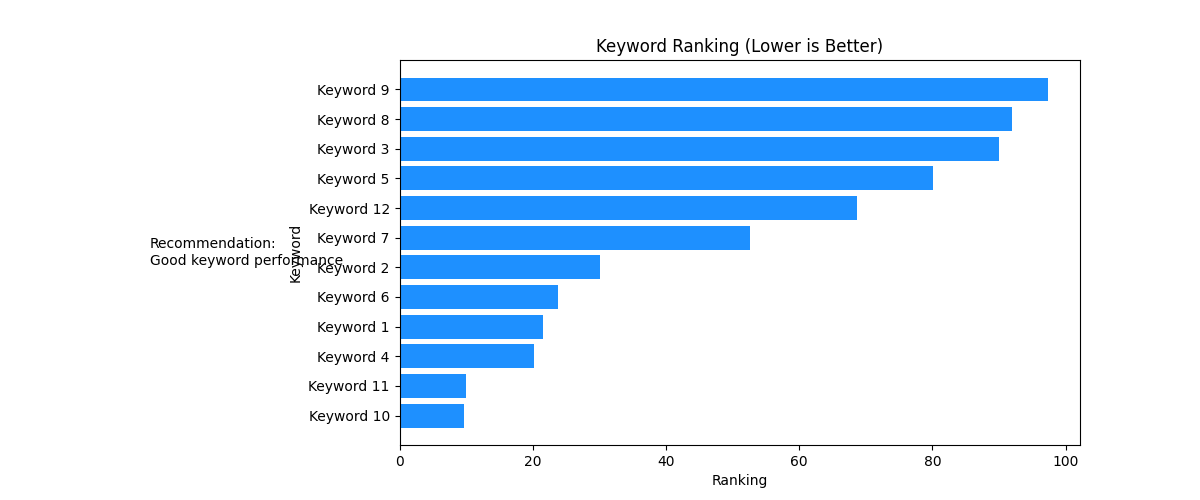 Keyword Ranking (Lower is Better)
Keyword 9
Keyword 8
Keyword 3
Keyword 5
Keyword 12
Keyword 7
Keyword 2
Keyword 6
Keyword 1
Keyword 4
Keyword 11
Keyword 10
Keyword
Recommendation:
Good keyword performance
0 20 40 60 80 100
Ranking